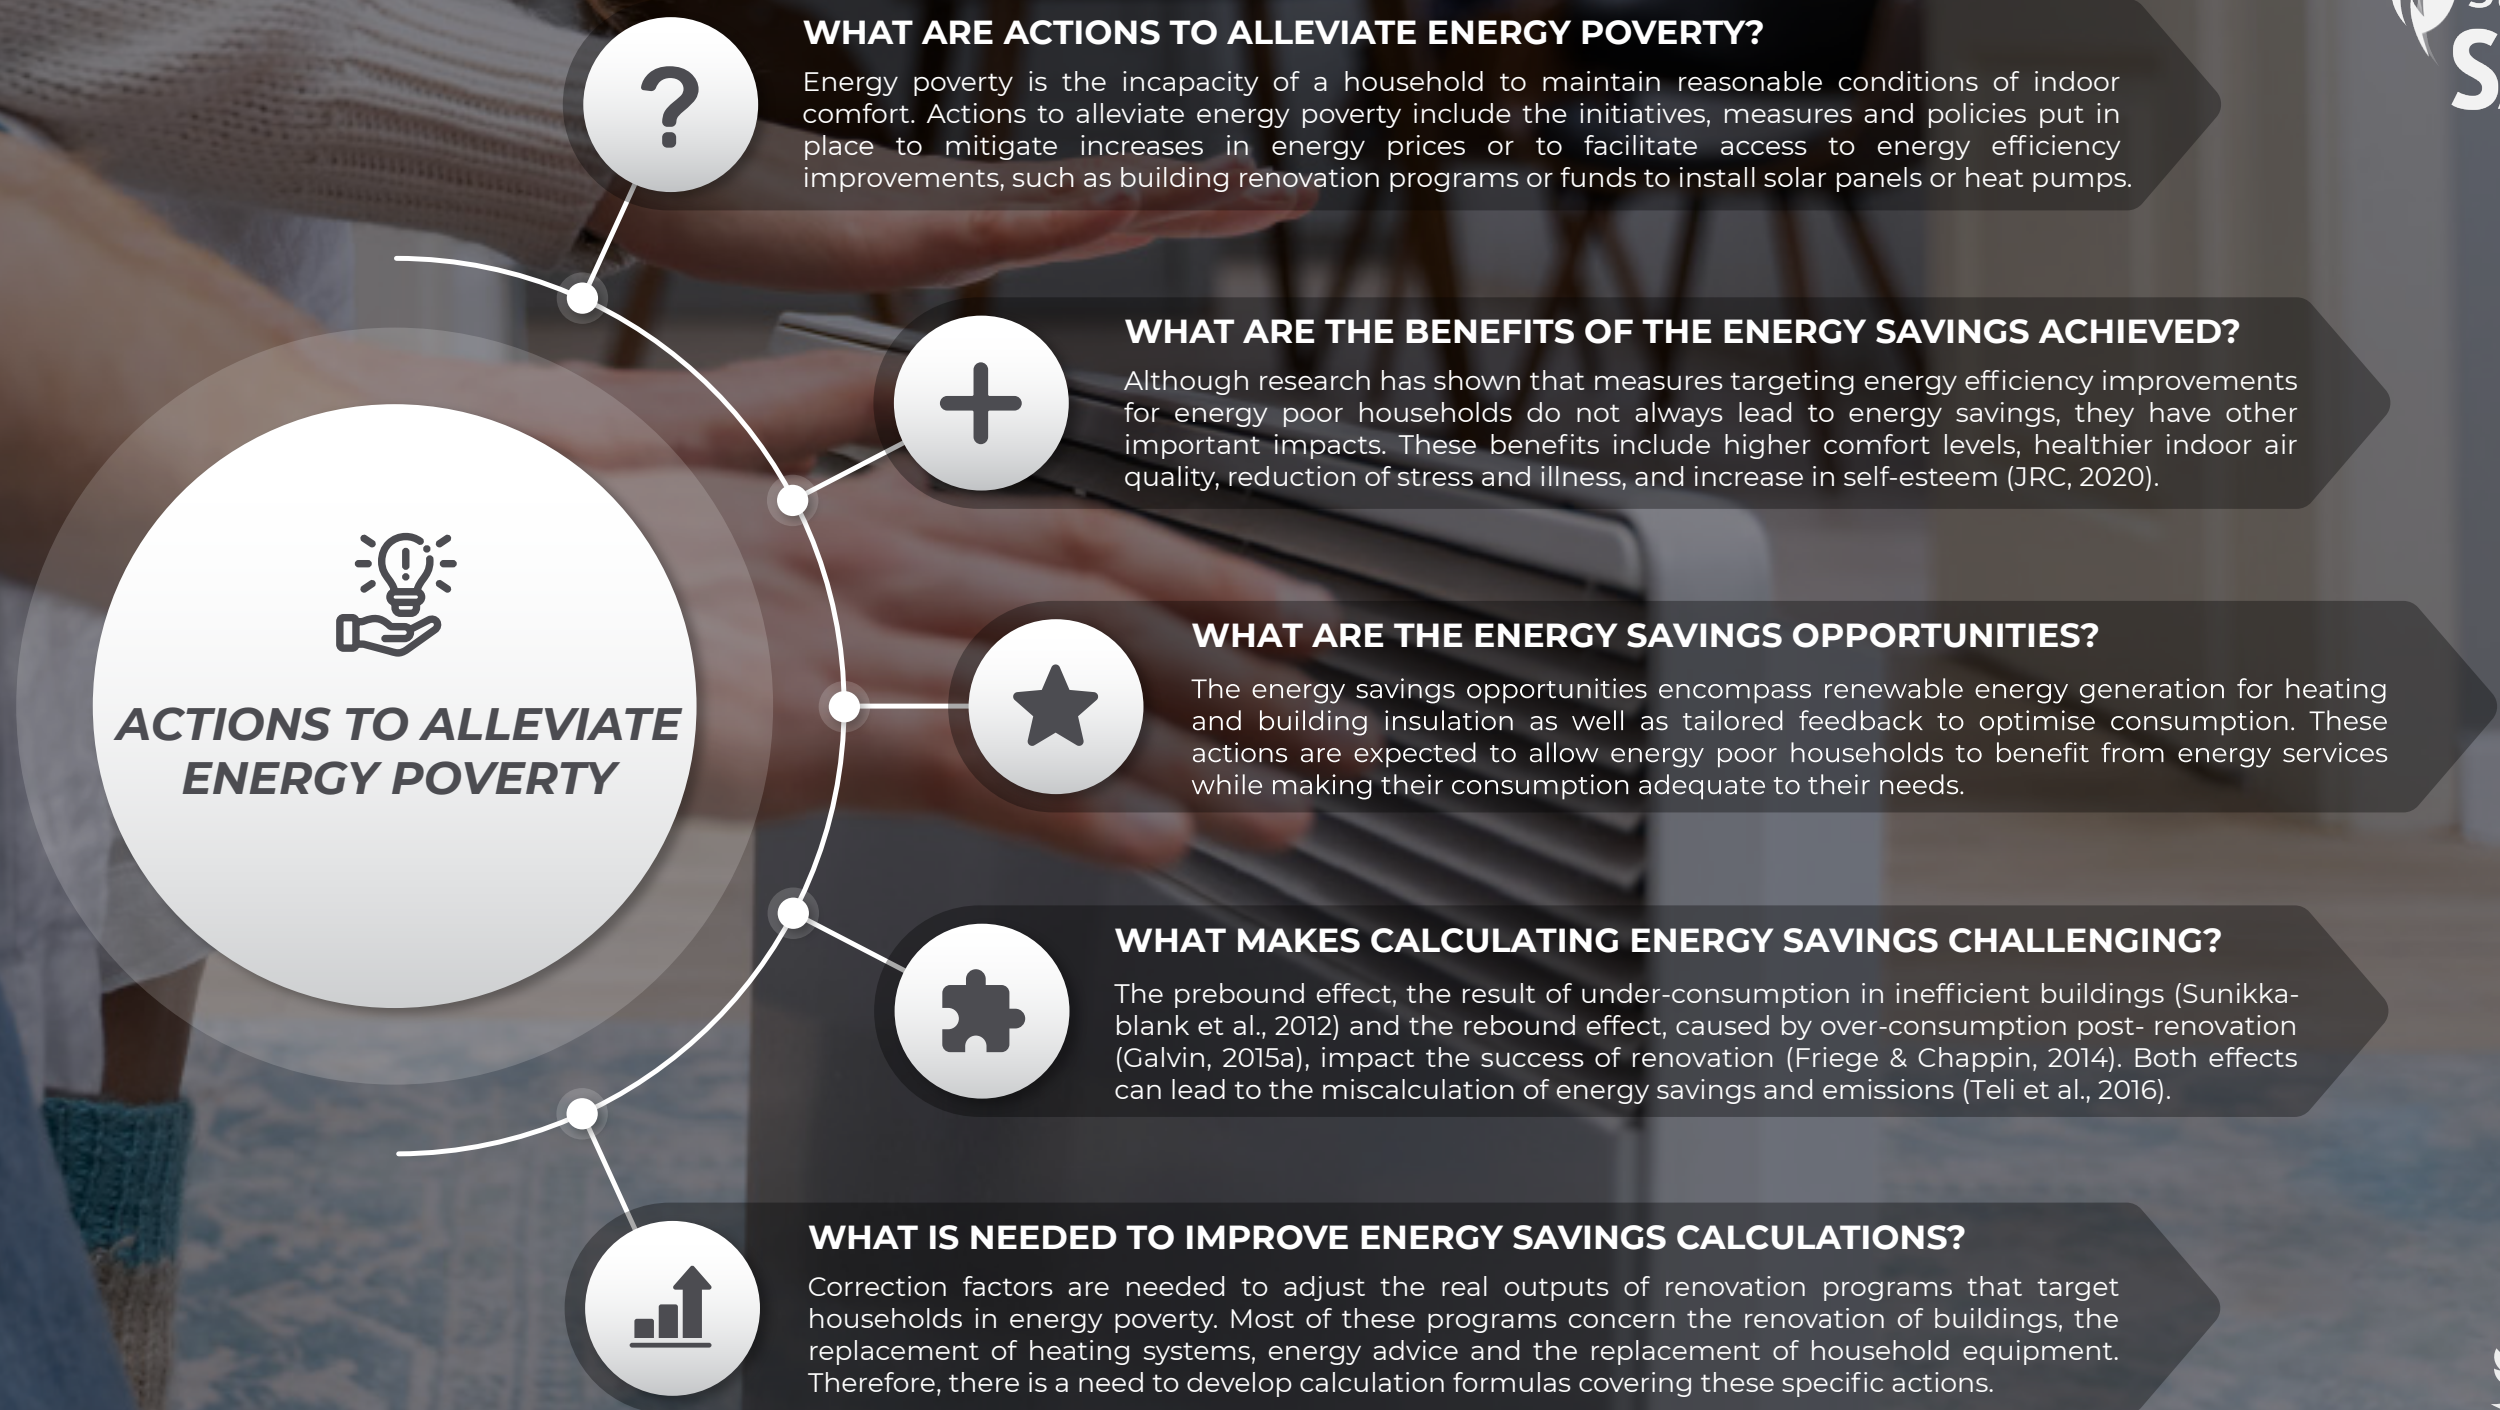 WHAT ARE ACTIONS TO ALLEVIATE ENERGY POVERTY?
Energy poverty is the incapacity of a household to maintain reasonable conditions of indoor
comfort. Actions to alleviate energy poverty include the initiatives, measures and policies put in
place to mitigate increases in energy prices or to facilitate access to energy efficiency
improvements, such as building renovation programs or funds to install solar panels or heat pumps.
WHAT ARE THE BENEFITS OF THE ENERGY SAVINGS ACHIEVED?
Although research has shown that measures targeting energy efficiency improvements
for energy poor households do not always lead to energy savings, they have other
important impacts. These benefits include higher comfort levels, healthier indoor air
quality, reduction of stress and illness, and increase in self-esteem (JRC, 2020).
ACTIONS TO ALLEVIATE
ENERGY POVERTY
WHAT ARE THE ENERGY SAVINGS OPPORTUNITIES?
The energy savings opportunities encompass renewable energy generation for heating
and building insulation as well as tailored feedback to optimise consumption. These
actions are expected to allow energy poor households to benefit from energy services
while making their consumption adequate to their needs.
WHAT MAKES CALCULATING ENERGY SAVINGS CHALLENGING?
The prebound effect, the result of under-consumption in inefficient buildings (Sunikka-
blank et al., 2012) and the rebound effect, caused by over-consumption post- renovation
(Galvin, 2015a), impact the success of renovation (Friege & Chappin, 2014). Both effects
can lead to the miscalculation of energy savings and emissions (Teli et al., 2016).
WHAT IS NEEDED TO IMPROVE ENERGY SAVINGS CALCULATIONS?
Correction factors are needed to adjust the real outputs of renovation programs that target
households in energy poverty. Most of these programs concern the renovation of buildings, the
replacement of heating systems, energy advice and the replacement of household equipment.
Therefore, there is a need to develop calculation formulas covering these specific actions.